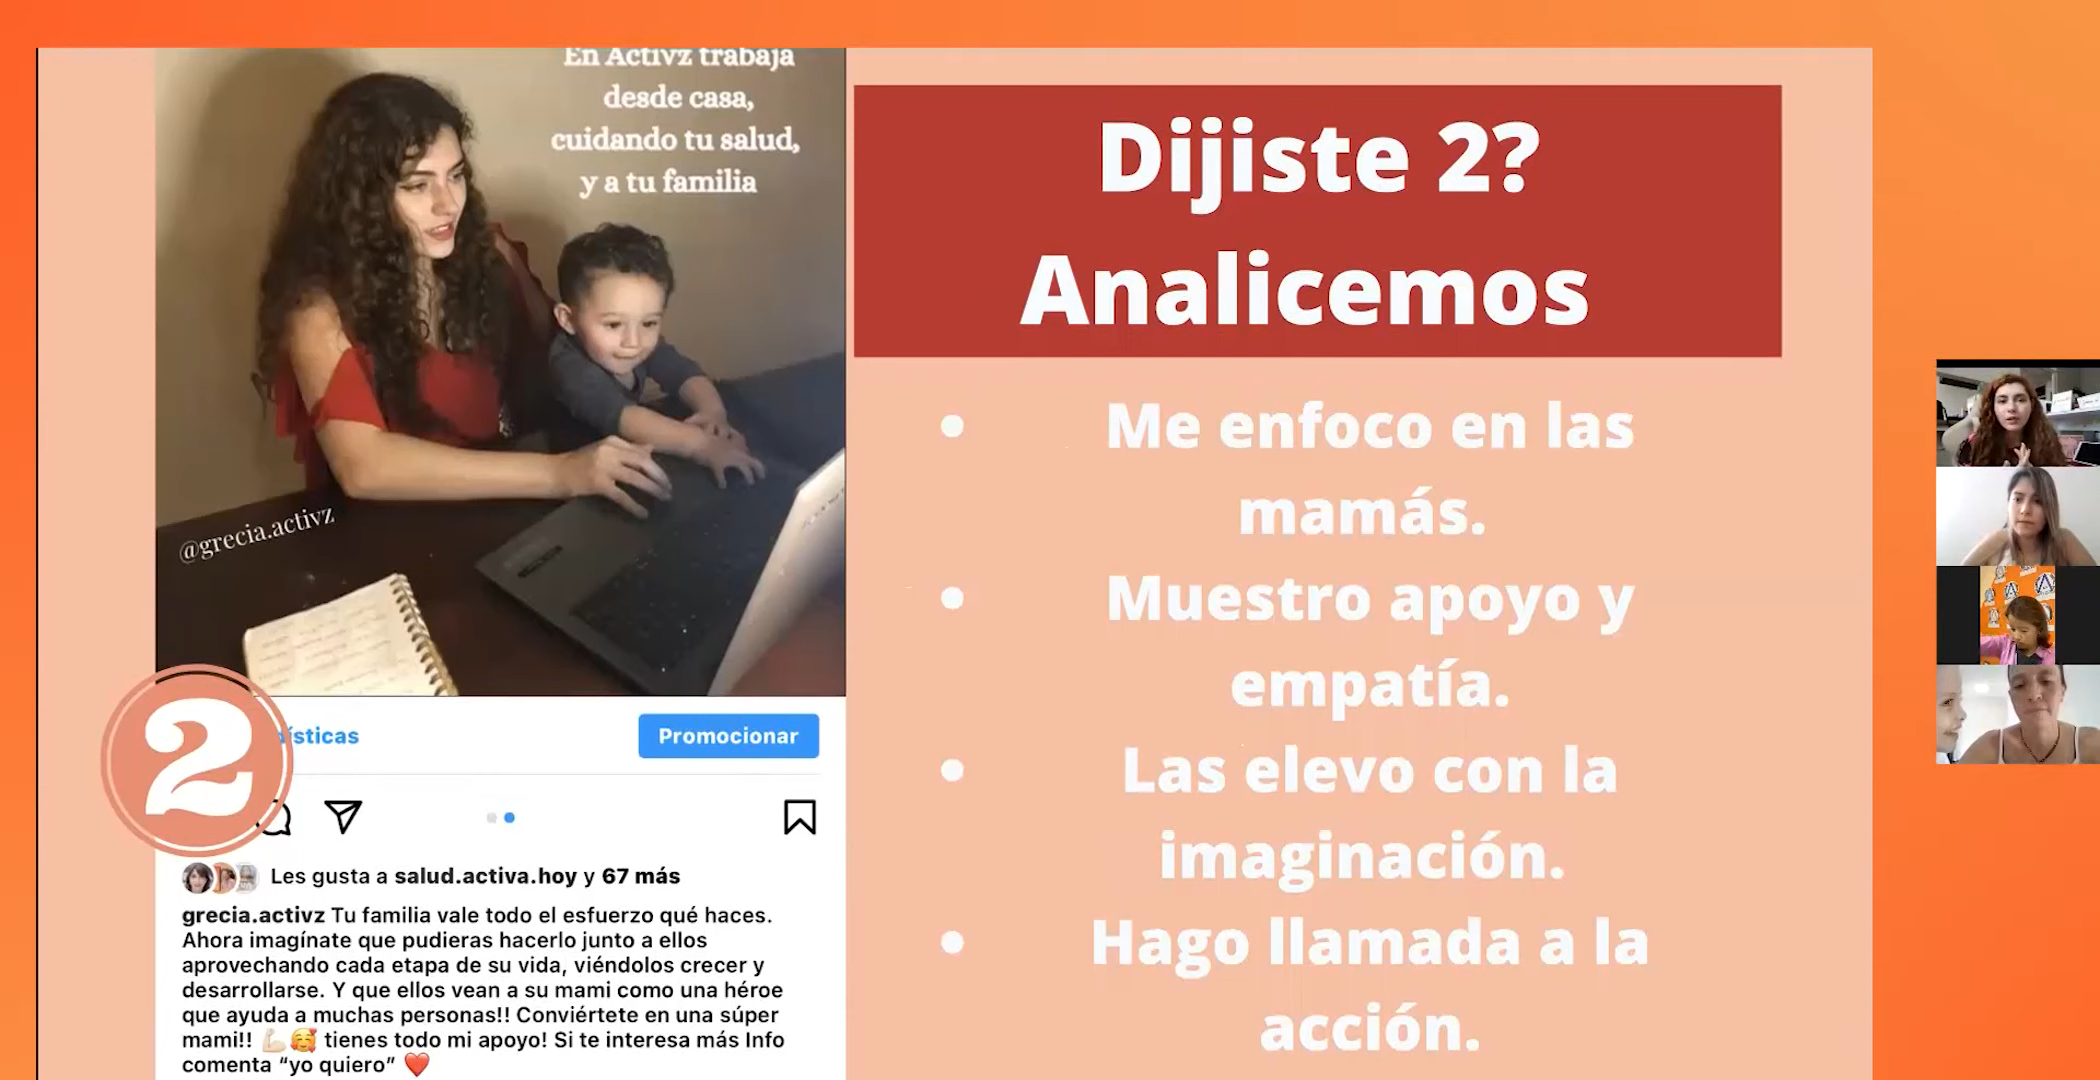 En Activz trabaja
desde casa,
cuidando tu salud,
y a tu familia
@grecia.activz
2
ísticas
Promocionar
Les gusta a salud.activa.hoy y 67 más
grecia.activz Tu familia vale todo el esfuerzo qué haces.
Ahora imagínate que pudieras hacerlo junto a ellos
aprovechando cada etapa de su vida, viéndolos crecer y
desarrollarse. Y que ellos vean a su mami como una héroe
que ayuda a muchas personas!! Conviértete en una súper
mami!! 💪🏻🥰 tienes todo mi apoyo! Si te interesa más Info
comenta “yo quiero” ❤️
Dijiste 2?
Analicemos
• Me enfoco en las
mamás.
• Muestro apoyo y
empatía.
• Las elevo con la
imaginación.
• Hago llamada a la
acción.